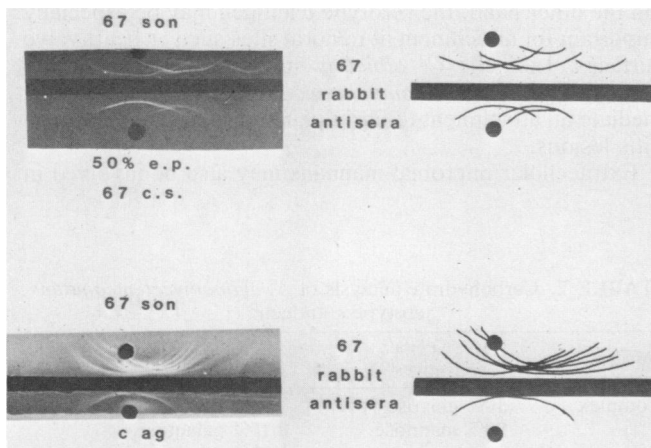 67 son
67
rabbit
antisera
50% e.p.
67 c.s.
67 son
67
rabbit
antisera
c ag